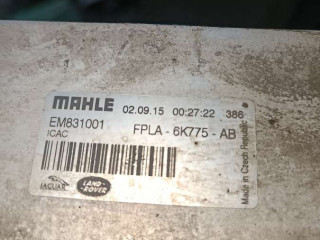 MAHLE 02.09.15 00:27:22 386
EM831001 FPLA - 6K775 - AB
ICAC
JAGUAR LAND ROVER
Made in Czech Republic